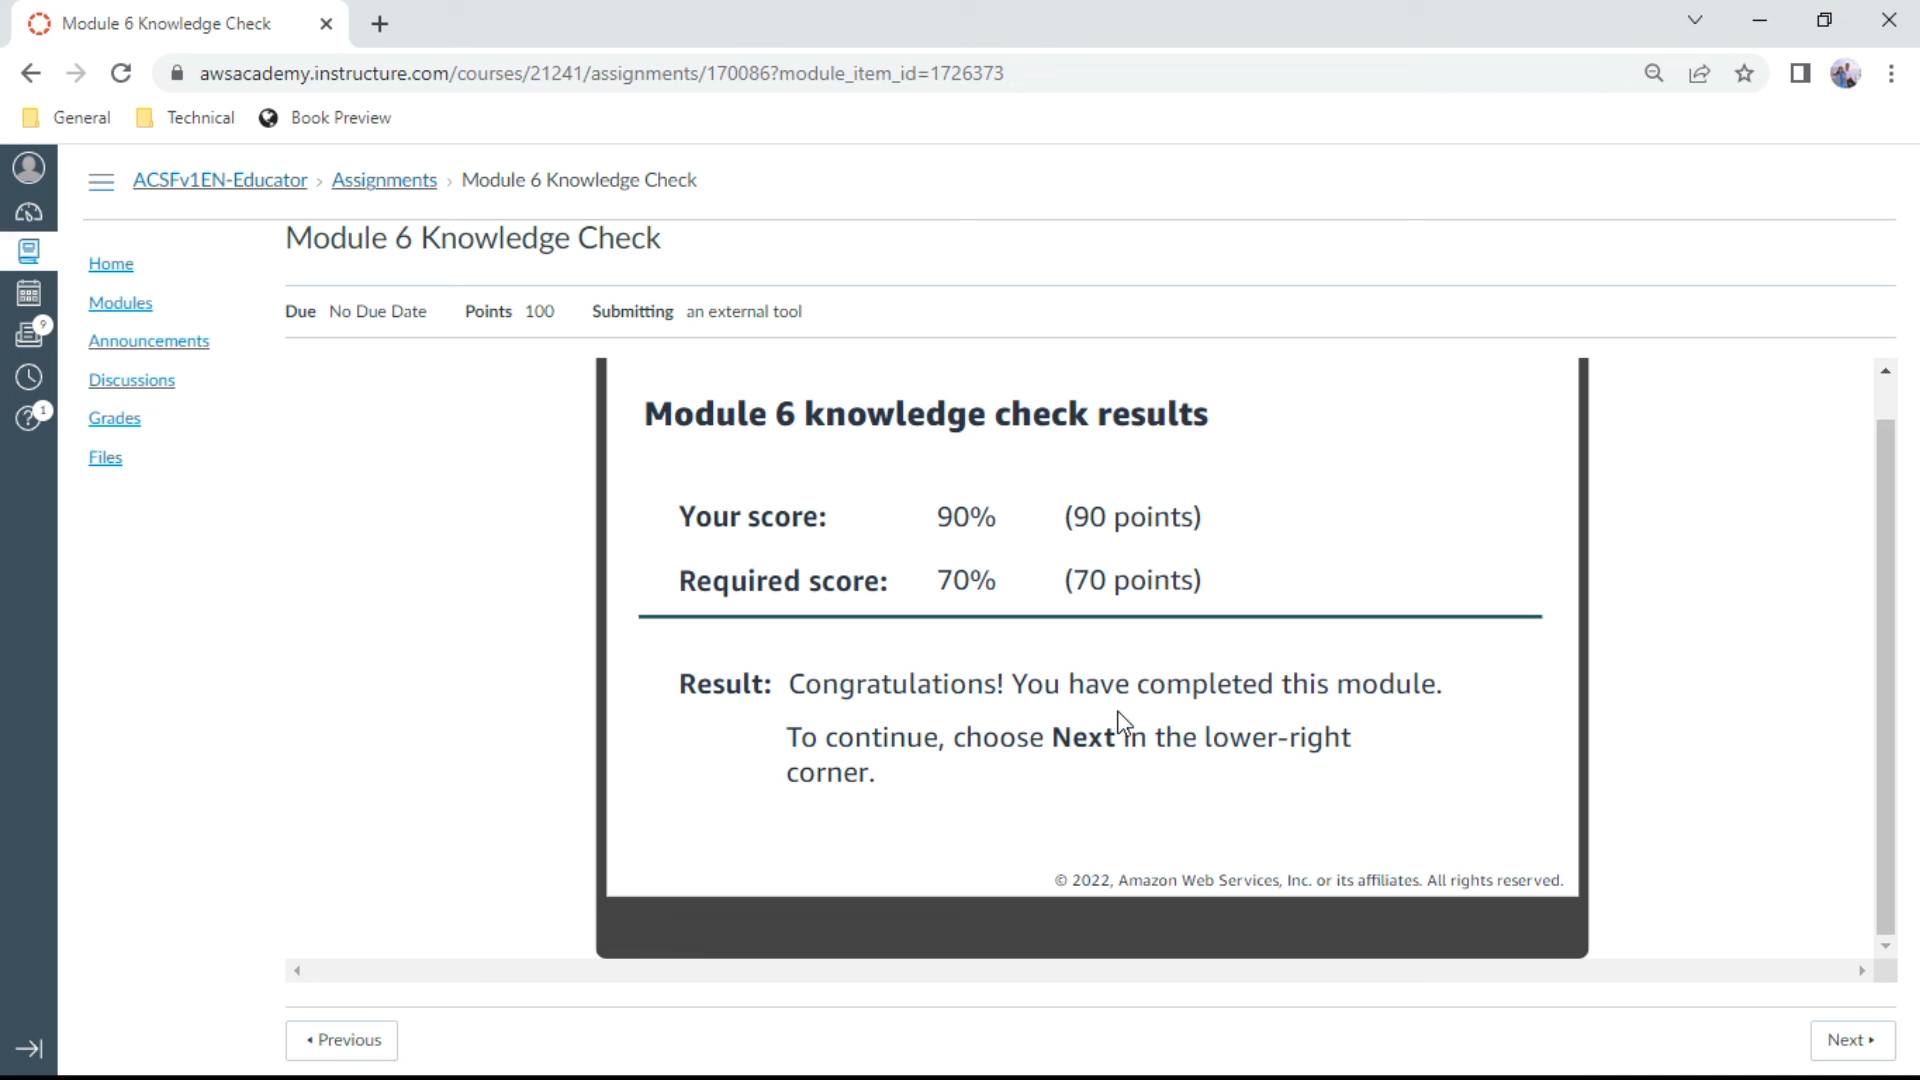 Module 6 Knowledge Check
awsacademy.instructure.com/courses/21241/assignments/170086?module_item_id=1726373
General Technical Book Preview
ACSFv1EN-Educator › Assignments › Module 6 Knowledge Check
Module 6 Knowledge Check
Home
Modules
Announcements
Discussions
Grades
Files
9
1
Due No Due Date Points 100 Submitting an external tool
Module 6 knowledge check results
Your score: 90% (90 points)
Required score: 70% (70 points)
Result: Congratulations! You have completed this module.
To continue, choose Next in the lower-right
corner.
© 2022, Amazon Web Services, Inc. or its affiliates. All rights reserved.
Previous
Next